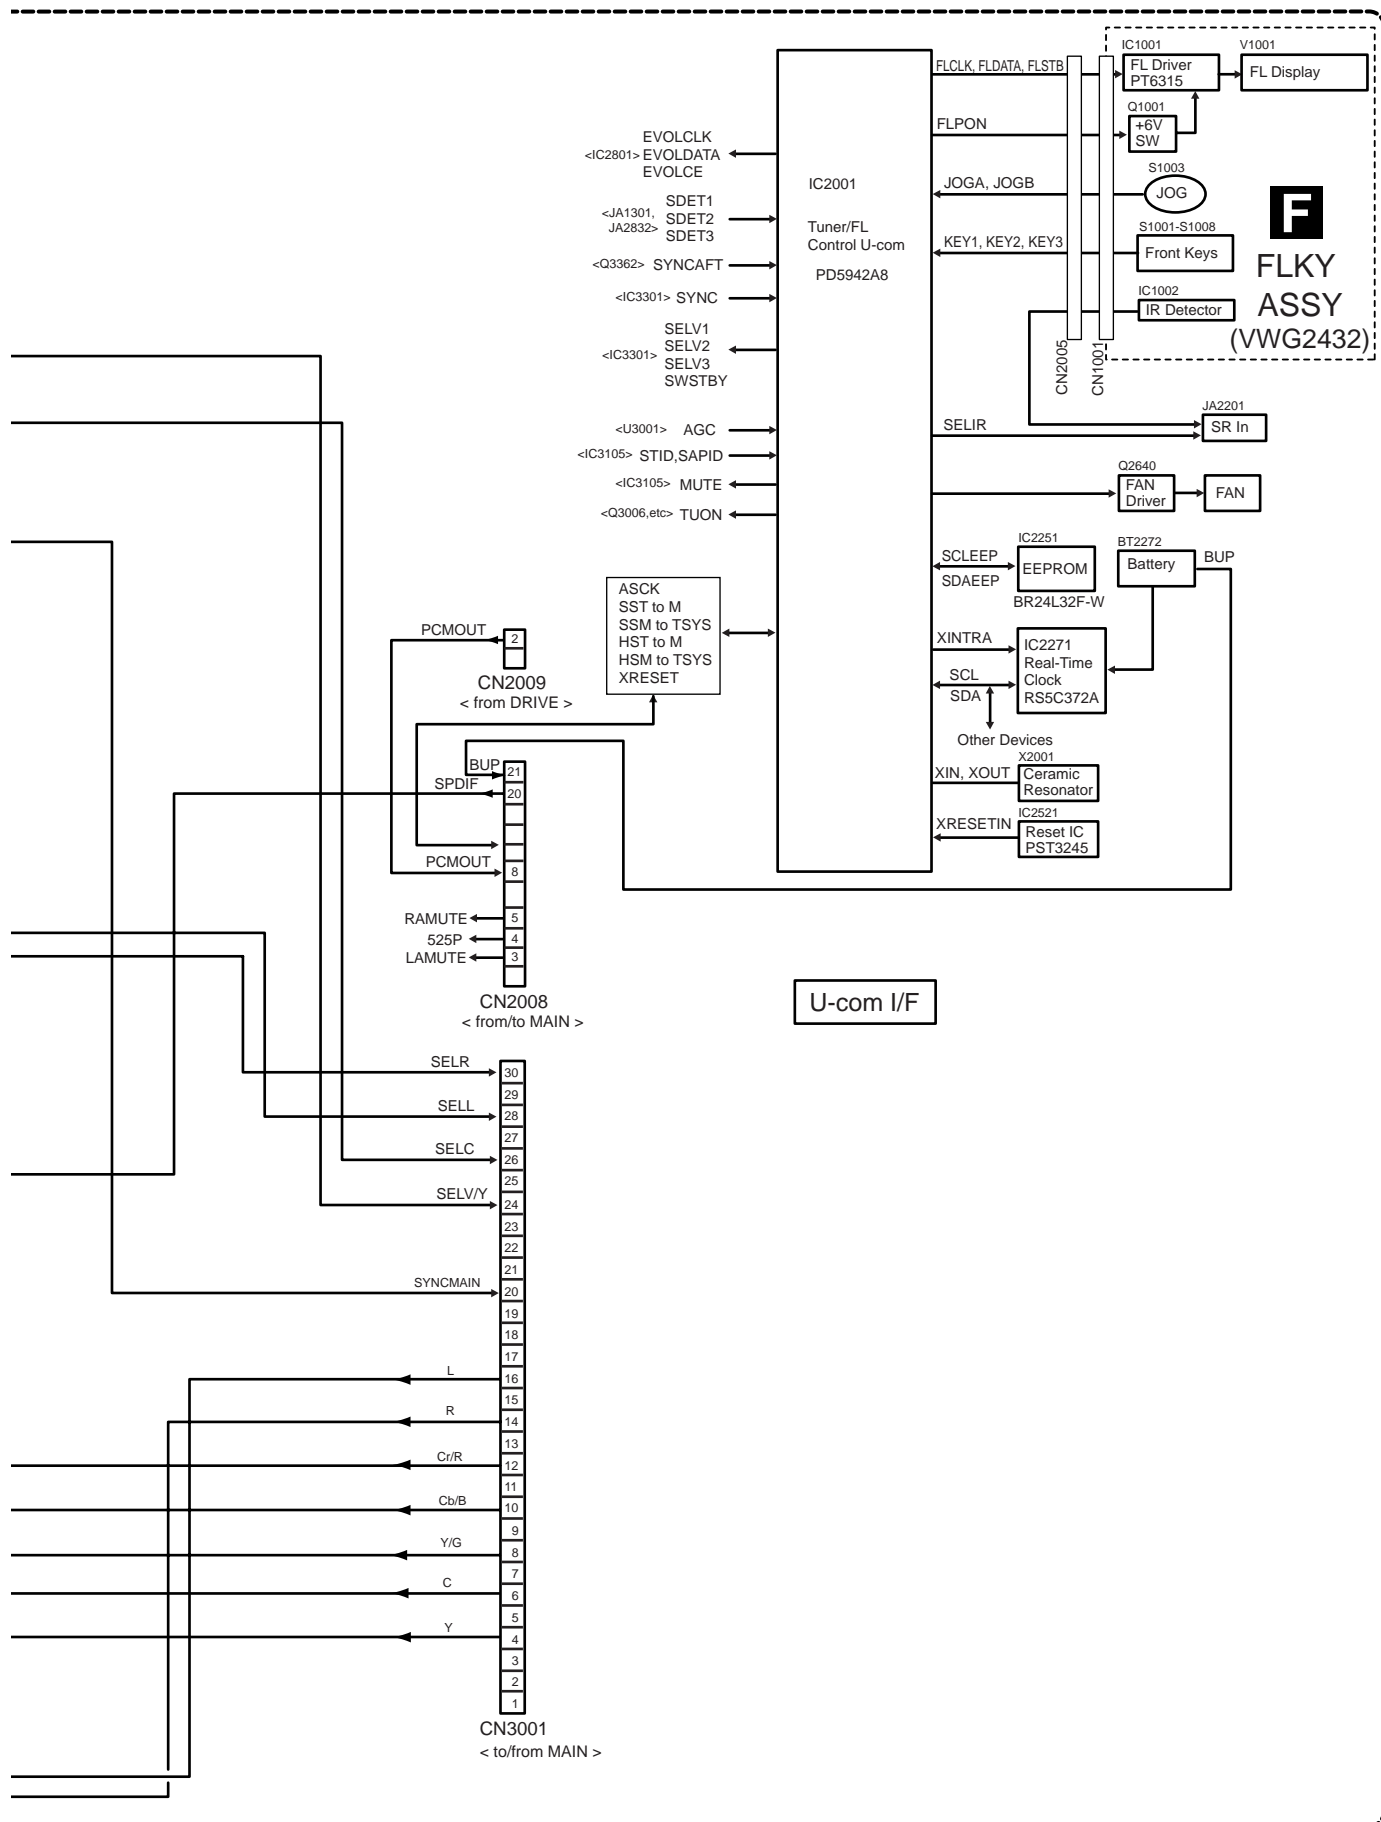 IC1001
FL Driver
PT6315
V1001
FL Display
FLCLK, FLDATA, FLSTB
Q1001
+6V
SW
FLPON
S1003
JOG
JOGA, JOGB
S1001-S1008
Front Keys
KEY1, KEY2, KEY3
IC1002
IR Detector
F
FLKY
ASSY
(VWG2432)
CN2005
CN1001
EVOLCLK
<IC2801> EVOLDATA
EVOLCE
SDET1
<JA1301, SDET2
JA2832> SDET3
<Q3362> SYNCAFT
<IC3301> SYNC
SELV1
SELV2
<IC3301> SELV3
SWSTBY
<U3001> AGC
<IC3105> STID,SAPID
<IC3105> MUTE
<Q3006,etc> TUON
IC2001
Tuner/FL
Control U-com
PD5942A8
SELIR
JA2201
SR In
Q2640
FAN
Driver
FAN
SCLEEP
SDAEEP
IC2251
EEPROM
BR24L32F-W
BT2272
Battery
BUP
XINTRA
SCL
SDA
IC2271
Real-Time
Clock
RS5C372A
Other Devices
XIN, XOUT
X2001
Ceramic
Resonator
XRESETIN
IC2521
Reset IC
PST3245
ASCK
SST to M
SSM to TSYS
HST to M
HSM to TSYS
XRESET
PCMOUT
2
CN2009
< from DRIVE >
BUP
21
SPDIF
20
PCMOUT
8
RAMUTE
5
525P
4
LAMUTE
3
CN2008
< from/to MAIN >
U-com I/F
SELR
30
29
SELL
28
27
SELC
26
25
SELV/Y
24
23
22
21
SYNCMAIN
20
19
18
17
L
16
15
R
14
13
Cr/R
12
11
Cb/B
10
9
Y/G
8
7
C
6
5
Y
4
3
2
1
CN3001
< to/from MAIN >